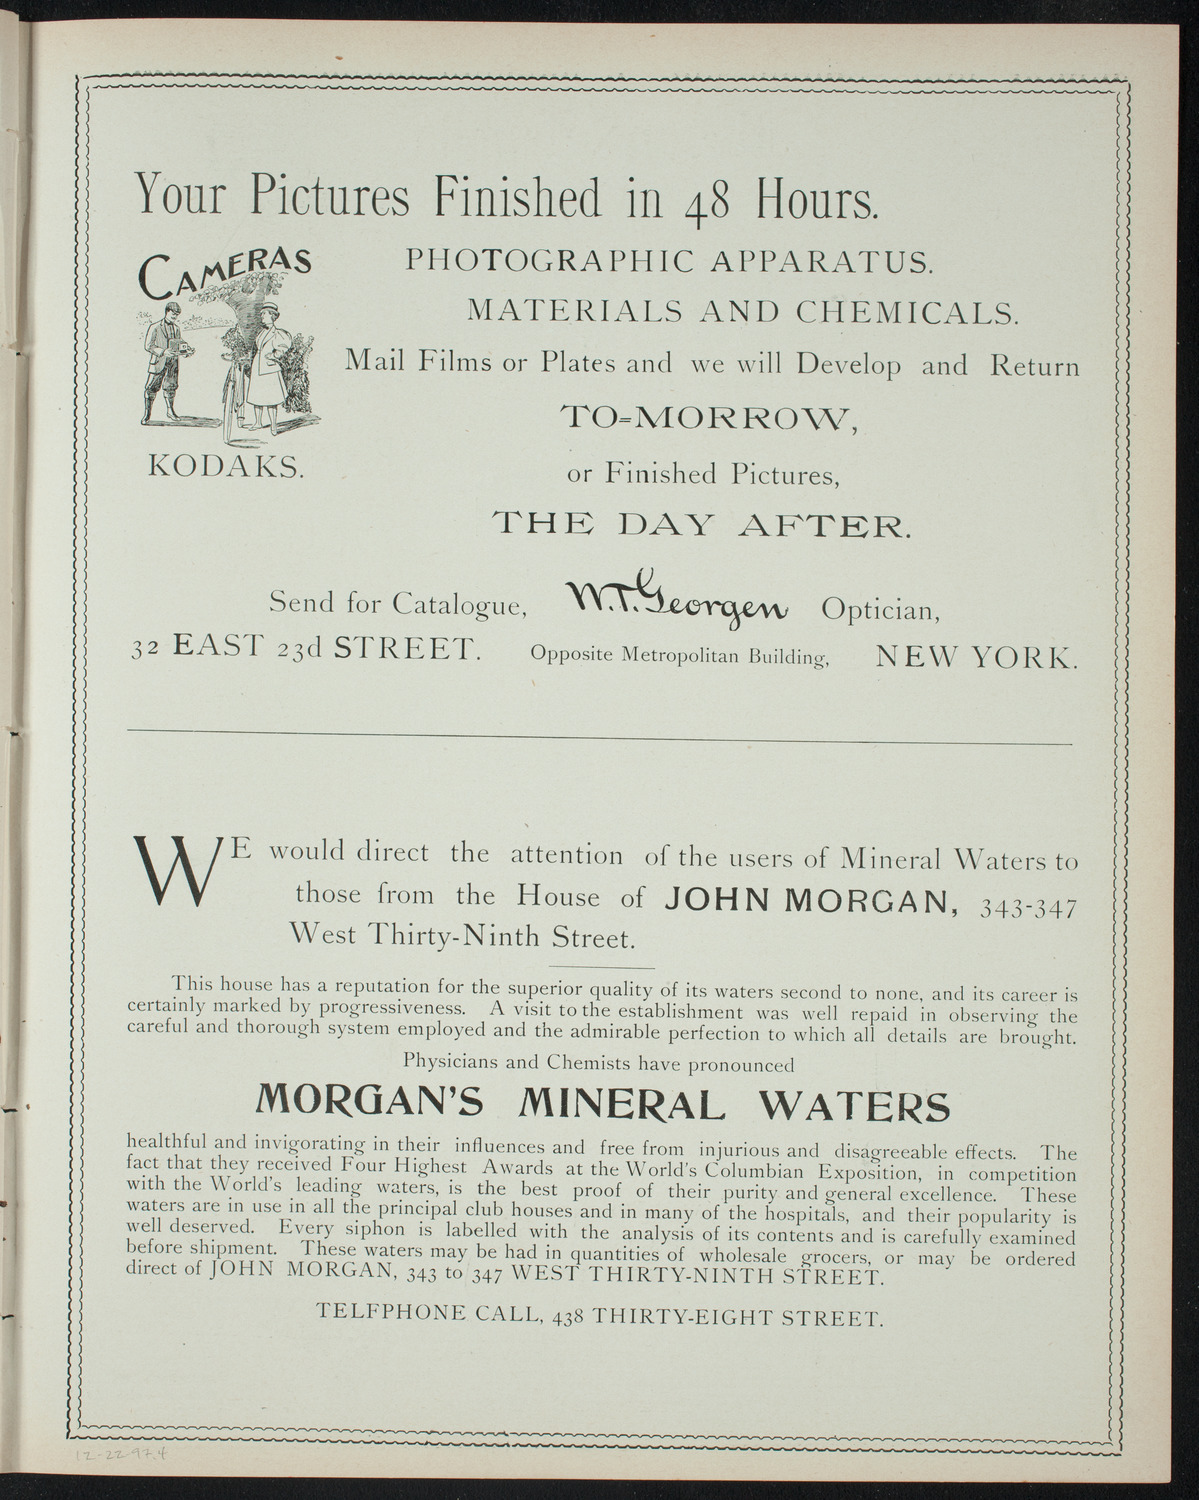 Your Pictures Finished in 48 Hours.
CAMERAS
PHOTOGRAPHIC APPARATUS.
MATERIALS AND CHEMICALS.
Mail Films or Plates and we will Develop and Return
TO-MORROW,
KODAKS.
or Finished Pictures,
THE DAY AFTER.
Send for Catalogue, W.T.Georgen Optician,
32 EAST 23d STREET. Opposite Metropolitan Building, NEW YORK.
WE would direct the attention of the users of Mineral Waters to
those from the House of JOHN MORGAN, 343-347
West Thirty-Ninth Street.
This house has a reputation for the superior quality of its waters second to none, and its career is
certainly marked by progressiveness. A visit to the establishment was well repaid in observing the
careful and thorough system employed and the admirable perfection to which all details are brought.
Physicians and Chemists have pronounced
MORGAN'S MINERAL WATERS
healthful and invigorating in their influences and free from injurious and disagreeable effects. The
fact that they received Four Highest Awards at the World's Columbian Exposition, in competition
with the World's leading waters, is the best proof of their purity and general excellence. These
waters are in use in all the principal club houses and in many of the hospitals, and their popularity is
well deserved. Every siphon is labelled with the analysis of its contents and is carefully examined
before shipment. These waters may be had in quantities of wholesale grocers, or may be ordered
direct of JOHN MORGAN, 343 to 347 WEST THIRTY-NINTH STREET.
TELFPHONE CALL, 438 THIRTY-EIGHT STREET.
12-22-97.4